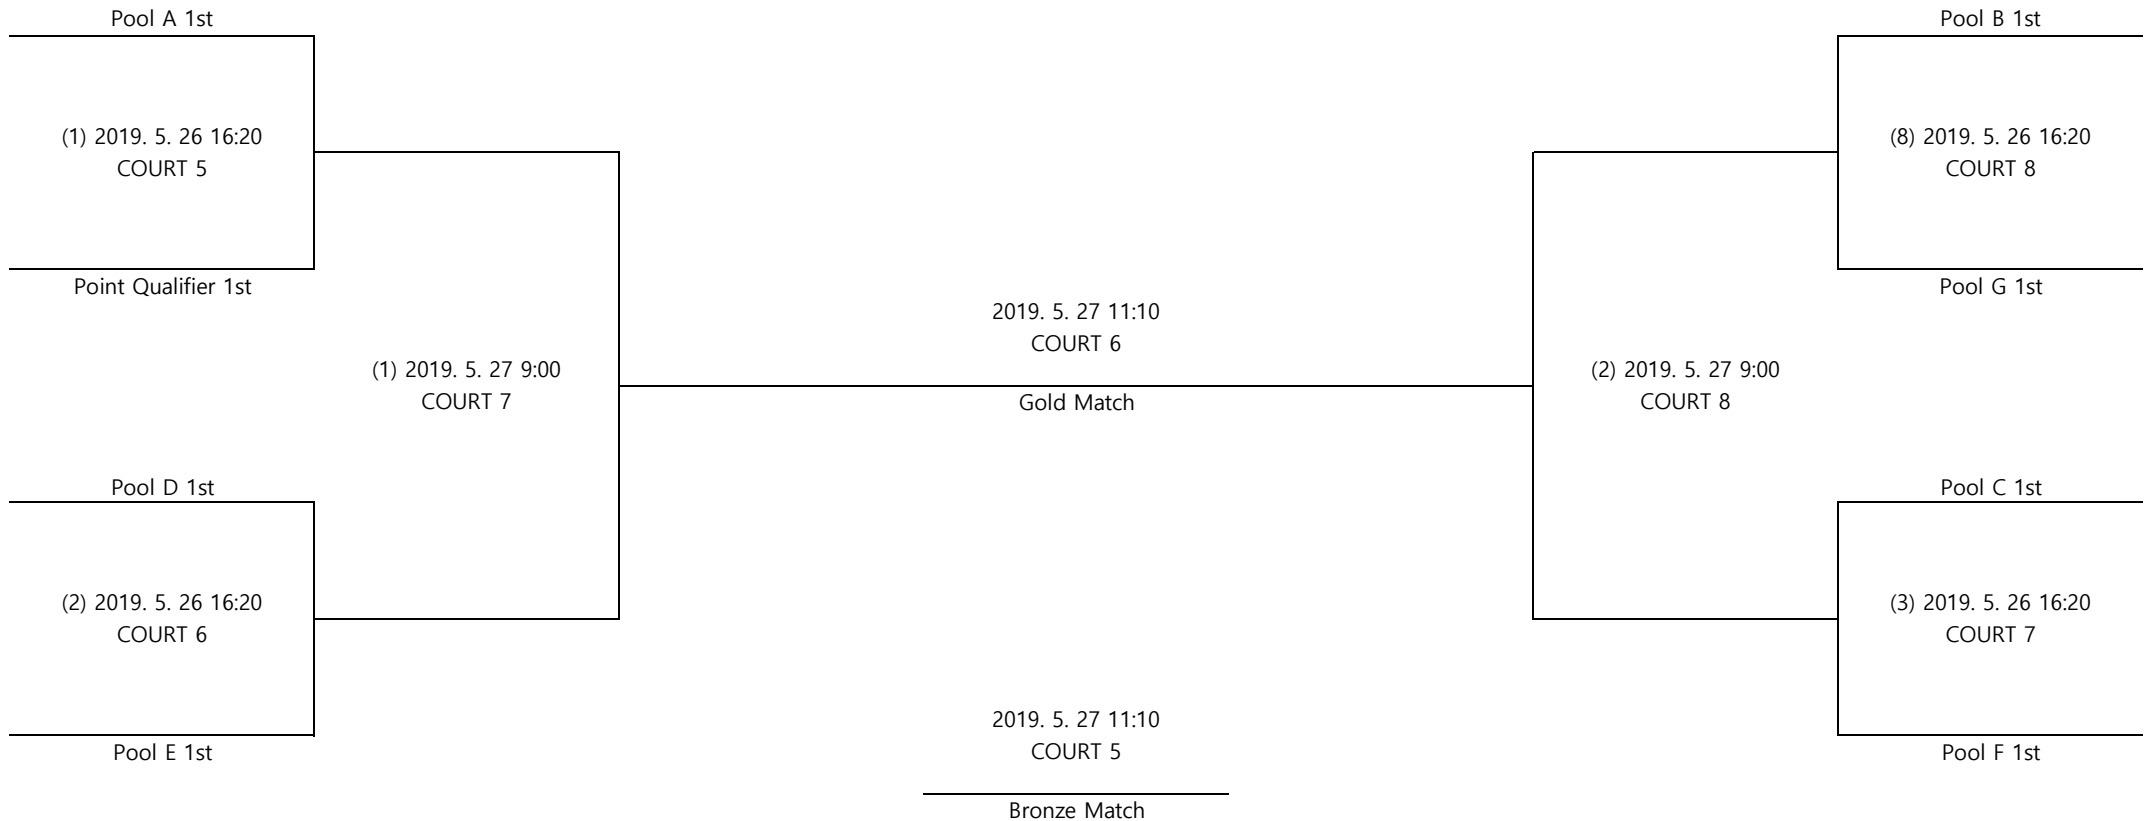 Pool A 1st
Pool B 1st
(1) 2019. 5. 26 16:20
COURT 5
(8) 2019. 5. 26 16:20
COURT 8
Point Qualifier 1st
Pool G 1st
2019. 5. 27 11:10
COURT 6
(1) 2019. 5. 27 9:00
COURT 7
(2) 2019. 5. 27 9:00
COURT 8
Gold Match
Pool D 1st
Pool C 1st
(2) 2019. 5. 26 16:20
COURT 6
(3) 2019. 5. 26 16:20
COURT 7
2019. 5. 27 11:10
COURT 5
Pool E 1st
Pool F 1st
Bronze Match